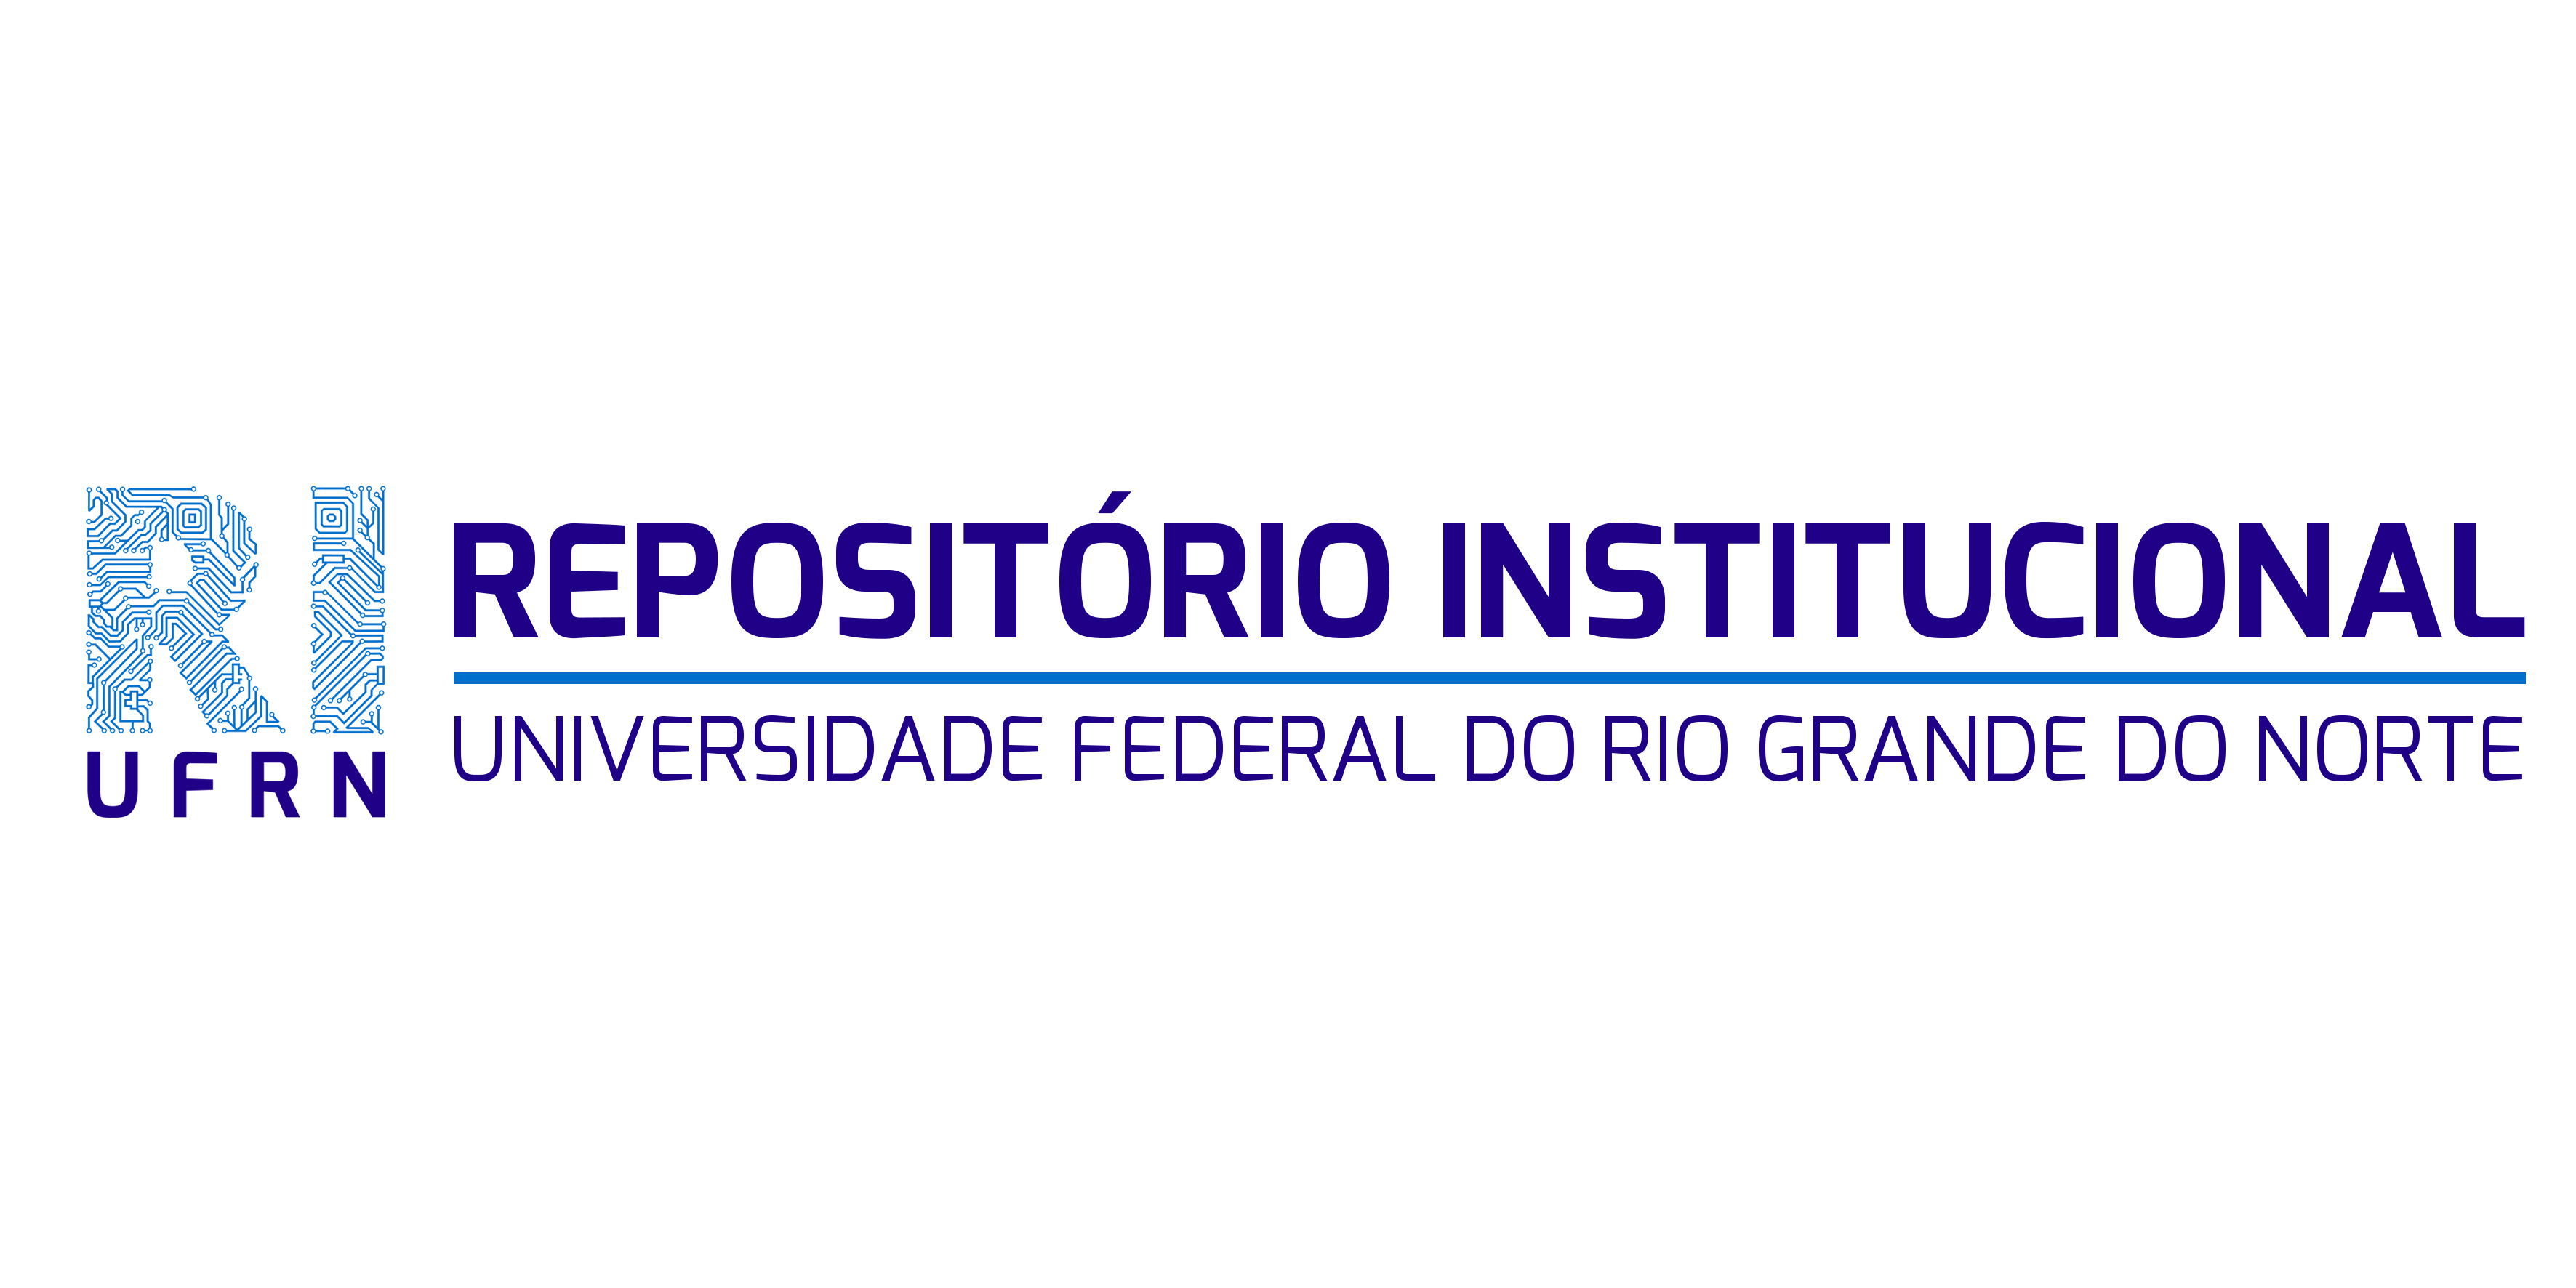 RI
UFRN
REPOSITÓRIO INSTITUCIONAL
UNIVERSIDADE FEDERAL DO RIO GRANDE DO NORTE